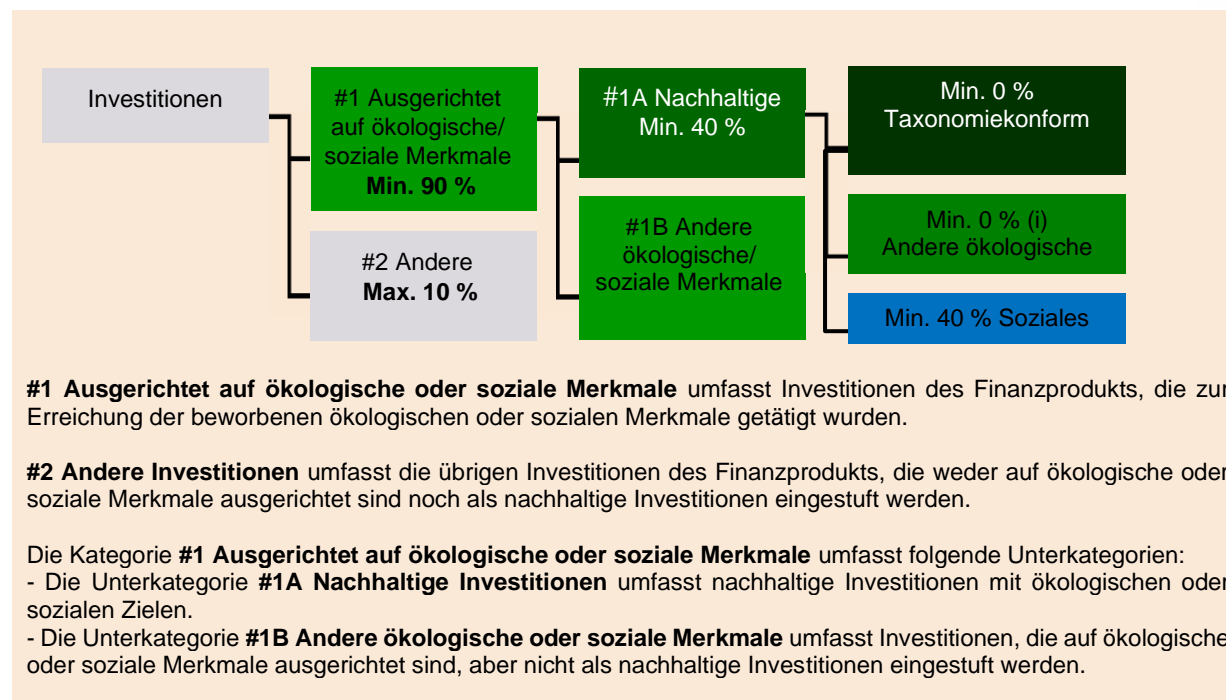 Investitionen
#1 Ausgerichtet
auf ökologische/
soziale Merkmale
Min. 90 %
#2 Andere
Max. 10 %
#1A Nachhaltige
Min. 40 %
#1B Andere
ökologische/
soziale Merkmale
Min. 0 %
Taxonomiekonform
Min. 0 % (i)
Andere ökologische
Min. 40 % Soziales
#1 Ausgerichtet auf ökologische oder soziale Merkmale umfasst Investitionen des Finanzprodukts, die zur
Erreichung der beworbenen ökologischen oder sozialen Merkmale getätigt wurden.
#2 Andere Investitionen umfasst die übrigen Investitionen des Finanzprodukts, die weder auf ökologische oder
soziale Merkmale ausgerichtet sind noch als nachhaltige Investitionen eingestuft werden.
Die Kategorie #1 Ausgerichtet auf ökologische oder soziale Merkmale umfasst folgende Unterkategorien:
- Die Unterkategorie #1A Nachhaltige Investitionen umfasst nachhaltige Investitionen mit ökologischen oder
sozialen Zielen.
- Die Unterkategorie #1B Andere ökologische oder soziale Merkmale umfasst Investitionen, die auf ökologische
oder soziale Merkmale ausgerichtet sind, aber nicht als nachhaltige Investitionen eingestuft werden.